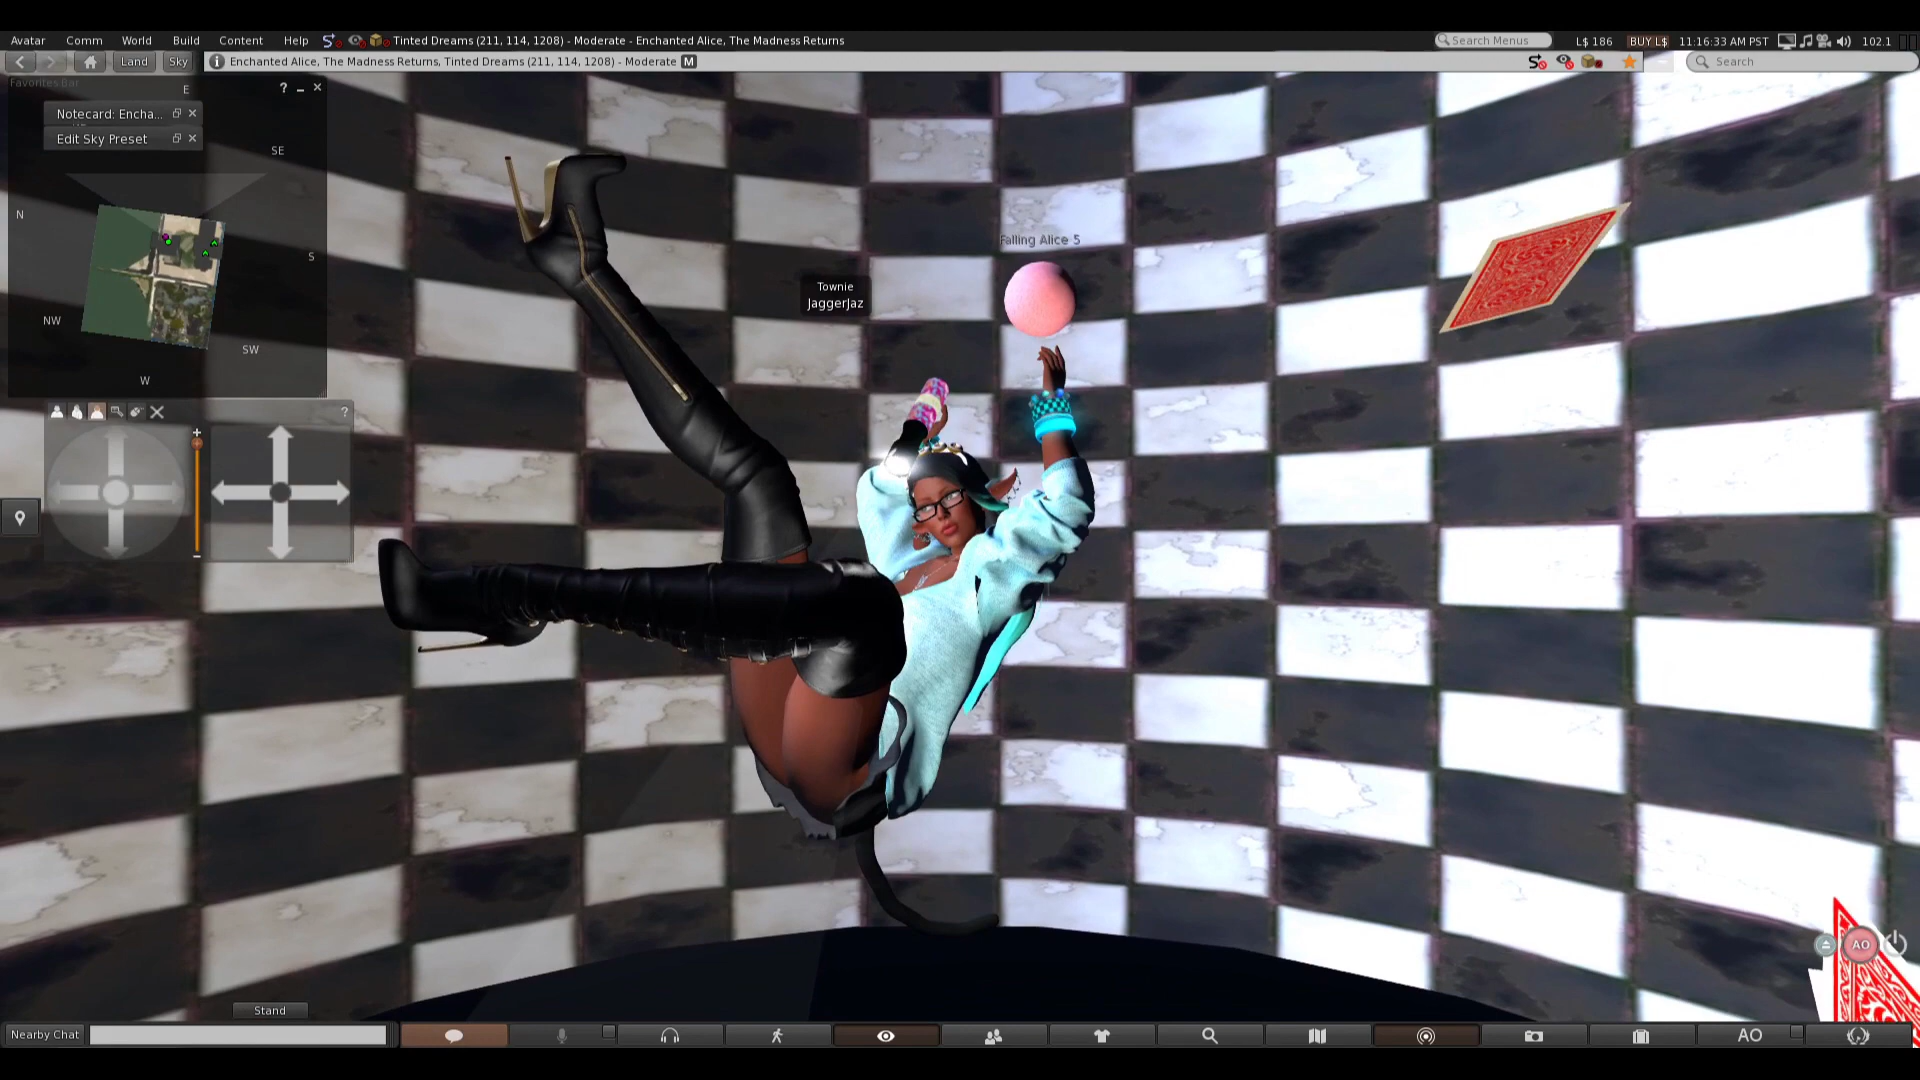 Avatar Comm World Build Content Help Tinted Dreams (211, 114, 1208) - Moderate - Enchanted Alice, The Madness Returns Search Menus L$ 186 BUY L$ 11:16:33 AM PST 102.1
Land Sky Enchanted Alice, The Madness Returns, Tinted Dreams (211, 114, 1208) - Moderate M Search
Favorites Bar
E ?
Notecard: Encha...
Edit Sky Preset
SE
N
S
NW
SW
W
?
+
-
Falling Alice 5
Townie
JaggerJaz
AO
Stand
Nearby Chat AO